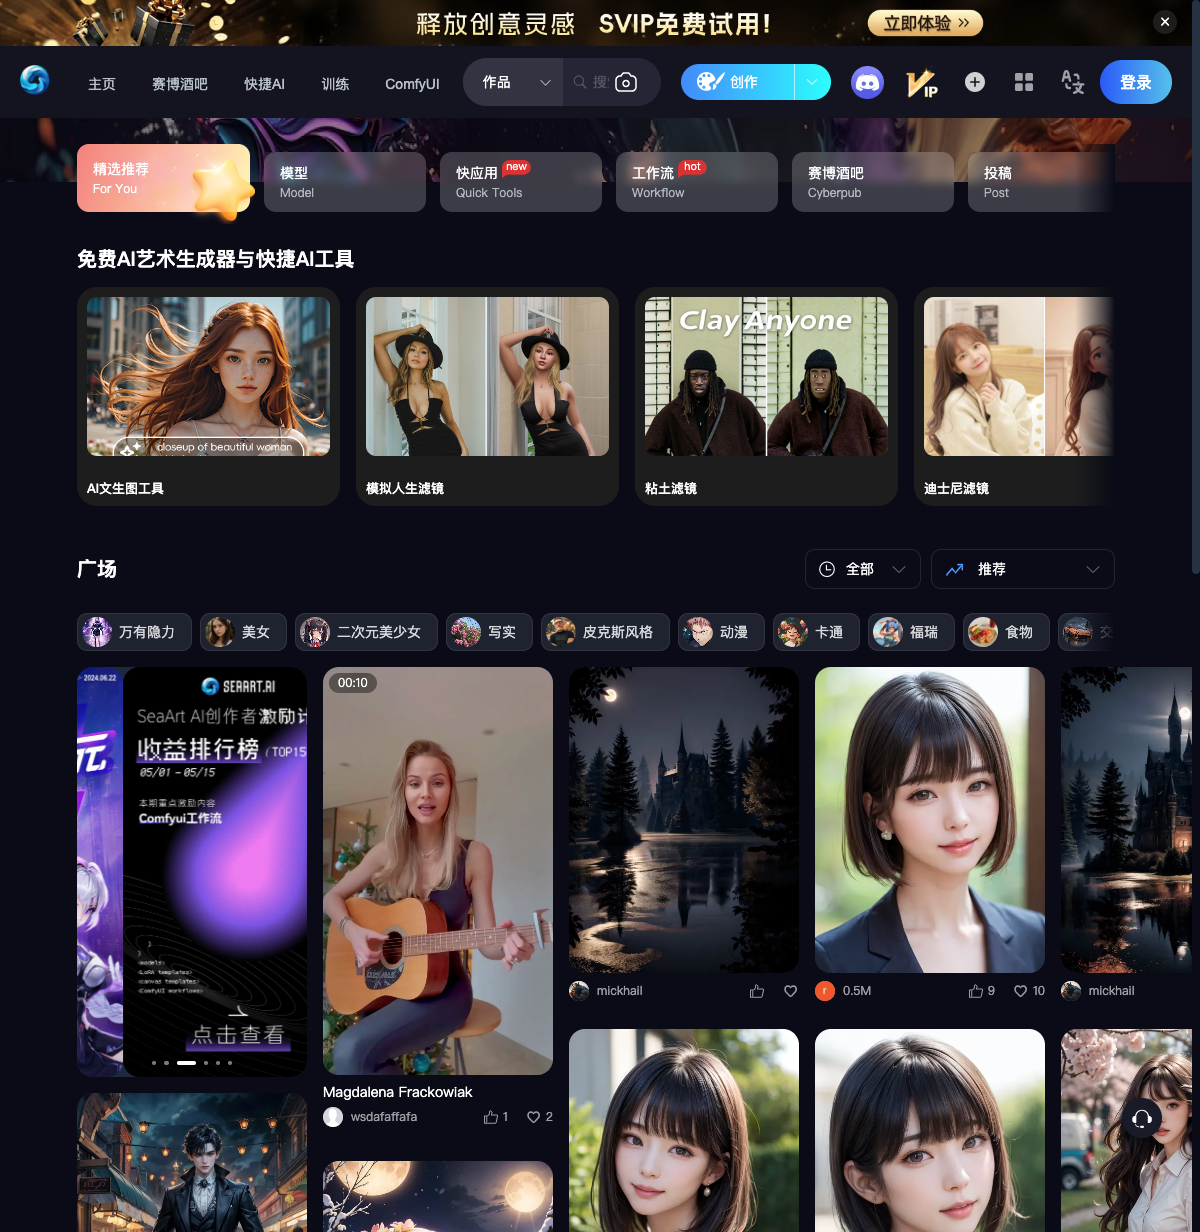 释放创意灵感 SVIP免费试用!
立即体验
主页
赛博酒吧
快捷AI
训练
ComfyUI
作品
创作
VIP
登录
精选推荐
For You
模型
Model
快应用 new
Quick Tools
工作流 hot
Workflow
赛博酒吧
Cyberpub
投稿
Post
免费AI艺术生成器与快捷AI工具
closeup of beautiful woman
Clay Anyone
AI文生图工具
模拟人生滤镜
粘土滤镜
迪士尼滤镜
广场
全部
推荐
万有隐力
美女
二次元美少女
写实
皮克斯风格
动漫
卡通
福瑞
食物
2024.06.22
SEAART.AI
SeaArt AI创作者激励计
收益排行榜 (TOP15
05/01 - 05/15
本期重点激励内容
Comfyui工作流
<models>
<LoRA templates>
<canvas templates>
<ComfyUI workflows>
点击查看
00:10
Magdalena Frackowiak
wsdafaffafa
1
2
mickhail
r
0.5M
9
10
mickhail